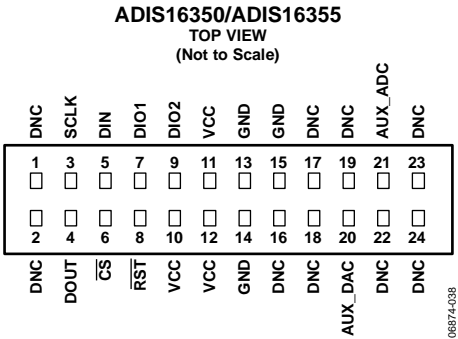 ADIS16350/ADIS16355
TOP VIEW
(Not to Scale)
DNC SCLK DIN DIO1 DIO2 VCC GND GND DNC DNC AUX_ADC DNC
1 3 5 7 9 11 13 15 17 19 21 23
2 4 6 8 10 12 14 16 18 20 22 24
DNC DOUT C̅S̅ R̅S̅T̅ VCC VCC GND DNC DNC AUX_DAC DNC DNC
06874-038